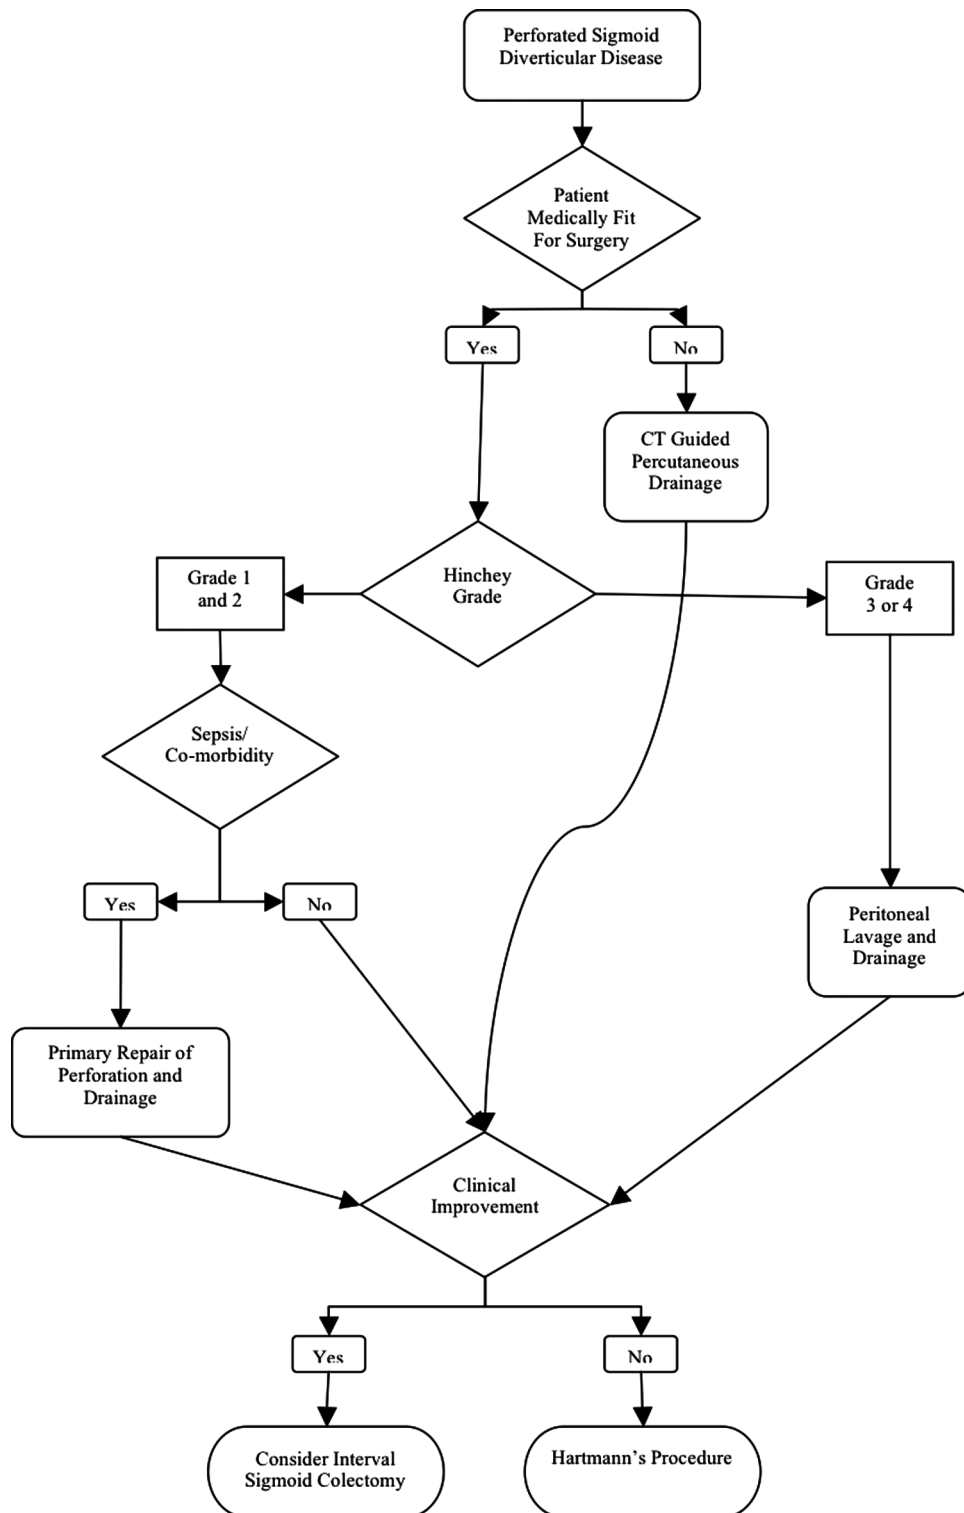 Perforated Sigmoid
Diverticular Disease
Patient
Medically Fit
For Surgery
Yes
No
CT Guided
Percutaneous
Drainage
Hinchey
Grade
Grade 1
and 2
Grade
3 or 4
Sepsis/
Co-morbidity
Yes
No
Peritoneal
Lavage and
Drainage
Primary Repair of
Perforation and
Drainage
Clinical
Improvement
Yes
No
Consider Interval
Sigmoid Colectomy
Hartmann’s Procedure